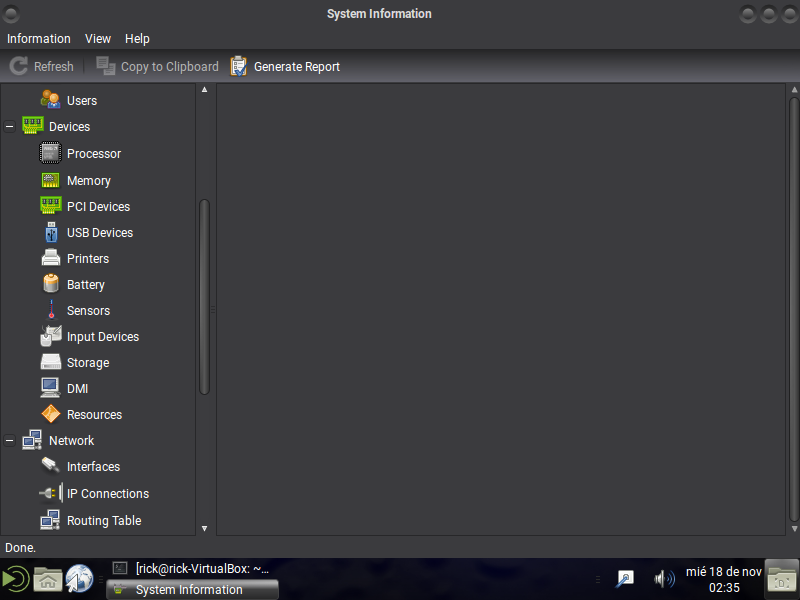 System Information
Information View Help
Refresh Copy to Clipboard Generate Report
Users
Devices
Processor
Memory
PCI Devices
USB Devices
Printers
Battery
Sensors
Input Devices
Storage
DMI
Resources
Network
Interfaces
IP Connections
Routing Table
Done.
[rick@rick-VirtualBox: ~...
System Information
mié 18 de nov
02:35